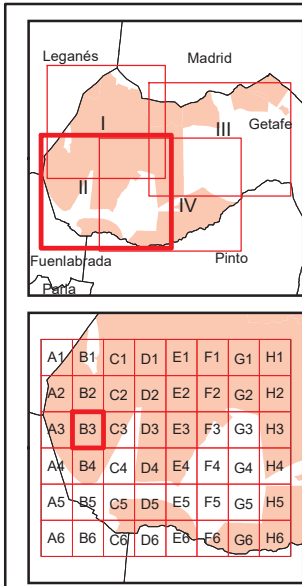 Leganés Madrid
I III
Getafe
II
IV
Fuenlabrada Pinto
Parla
A1 B1 C1 D1 E1 F1 G1 H1
A2 B2 C2 D2 E2 F2 G2 H2
A3 B3 C3 D3 E3 F3 G3 H3
A4 B4 C4 D4 E4 F4 G4 H4
A5 B5 C5 D5 E5 F5 G5 H5
A6 B6 C6 D6 E6 F6 G6 H6